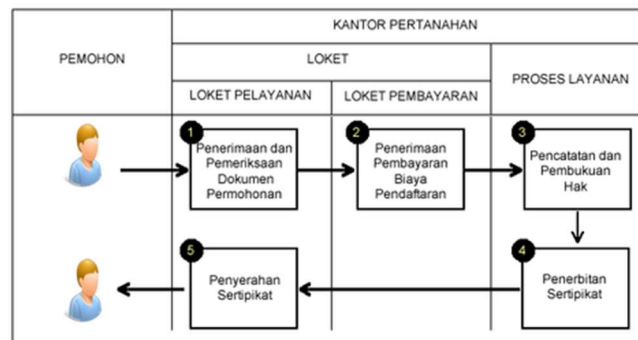 KANTOR PERTANAHAN
PEMOHON
LOKET
PROSES LAYANAN
LOKET PELAYANAN
LOKET PEMBAYARAN
1
Penerimaan dan
Pemeriksaan
Dokumen
Permohonan
2
Penerimaan
Pembayaran
Biaya
Pendaftaran
3
Pencatatan dan
Pembukuan
Hak
5
Penyerahan
Sertipikat
4
Penerbitan
Sertipikat